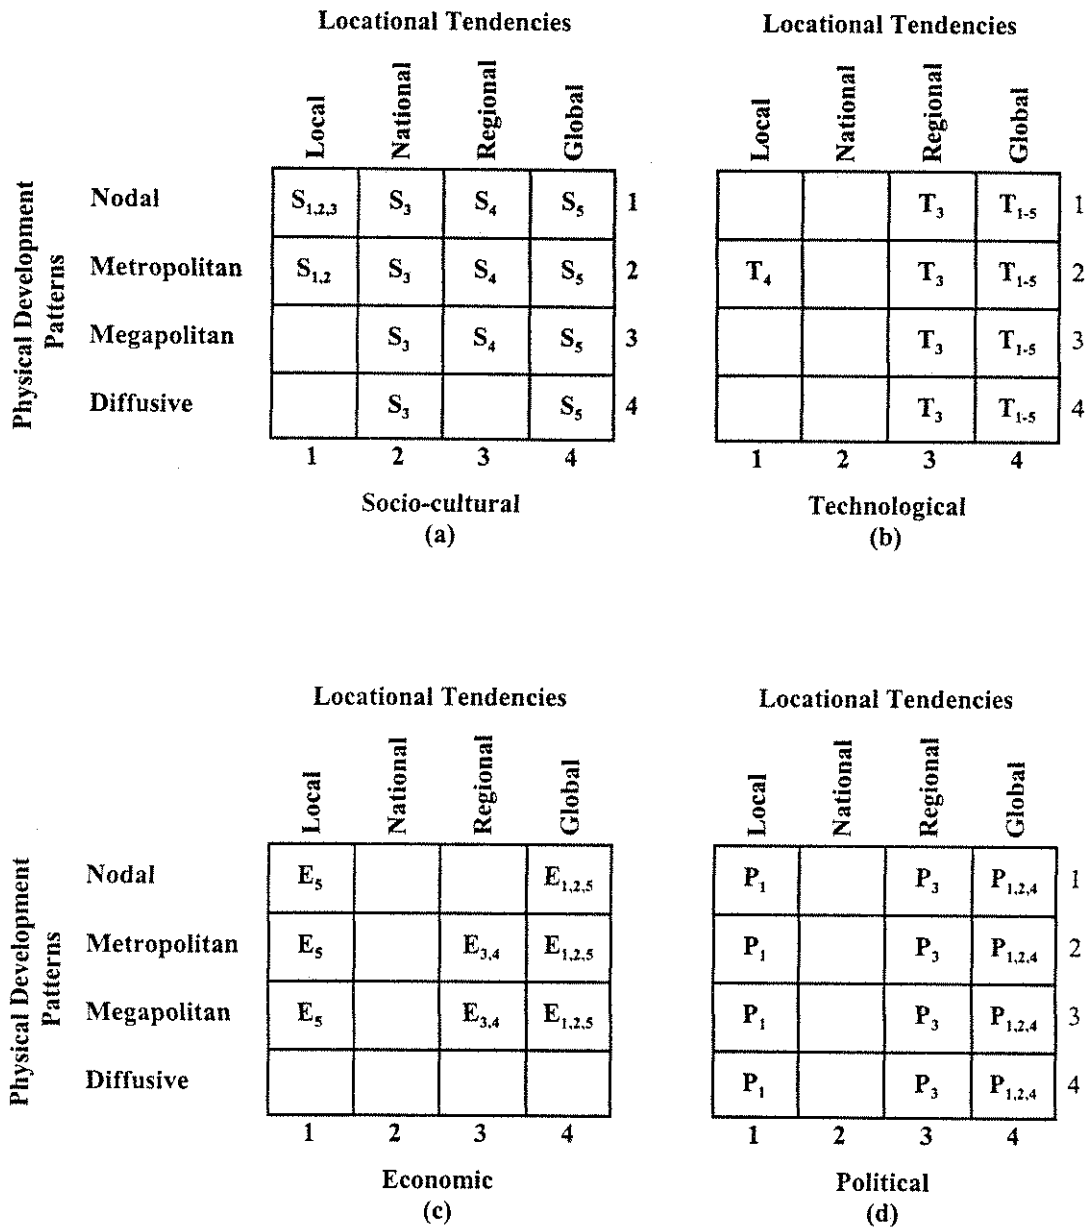 Locational Tendencies
Local National Regional Global
Physical Development Patterns
Nodal S1,2,3 S3 S4 S5 1
Metropolitan S1,2 S3 S4 S5 2
Megapolitan S3 S4 S5 3
Diffusive S3 S5 4
1 2 3 4
Socio-cultural
(a)
Locational Tendencies
Local National Regional Global
T3 T1-5 1
T4 T3 T1-5 2
T3 T1-5 3
T3 T1-5 4
1 2 3 4
Technological
(b)
Locational Tendencies
Local National Regional Global
Physical Development Patterns
Nodal E5 E1,2,5
Metropolitan E5 E3,4 E1,2,5
Megapolitan E5 E3,4 E1,2,5
Diffusive
1 2 3 4
Economic
(c)
Locational Tendencies
Local National Regional Global
P1 P3 P1,2,4 1
P1 P3 P1,2,4 2
P1 P3 P1,2,4 3
P1 P3 P1,2,4 4
1 2 3 4
Political
(d)